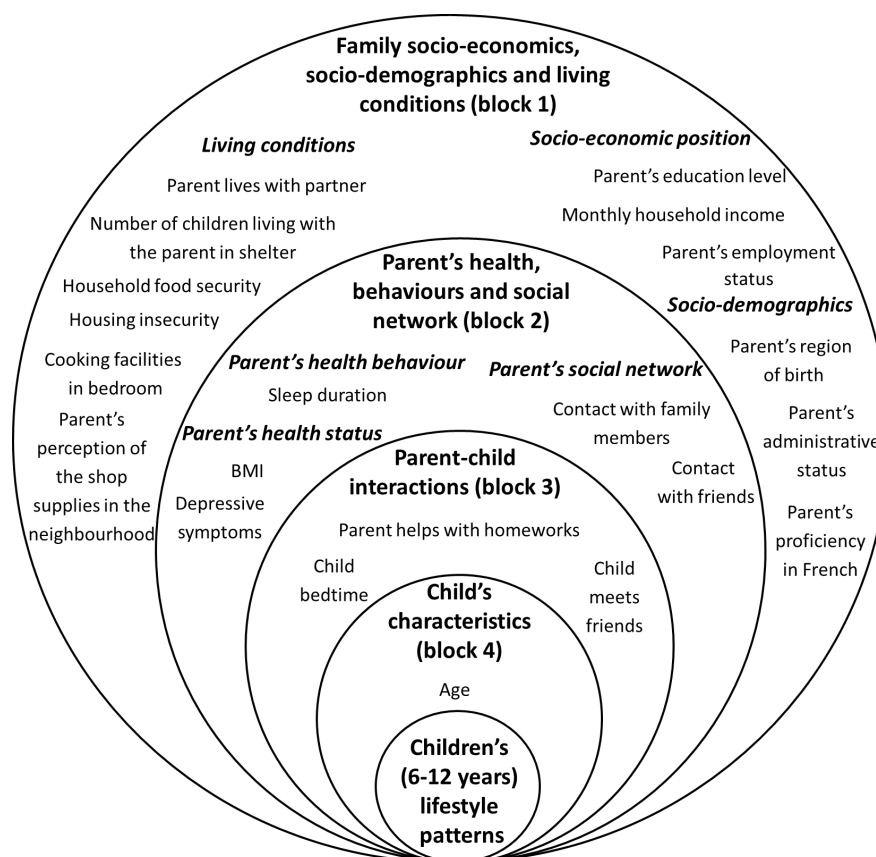 Family socio-economics,
socio-demographics and living
conditions (block 1)
Living conditions
Parent lives with partner
Number of children living with
the parent in shelter
Household food security
Housing insecurity
Cooking facilities
in bedroom
Parent's
perception of
the shop
supplies in the
neighbourhood
Socio-economic position
Parent's education level
Monthly household income
Parent's employment
status
Socio-demographics
Parent's region
of birth
Parent's
administrative
status
Parent's
proficiency
in French
Parent's health,
behaviours and social
network (block 2)
Parent's health behaviour
Sleep duration
Parent's health status
BMI
Depressive
symptoms
Parent's social network
Contact with family
members
Contact
with friends
Parent-child
interactions (block 3)
Parent helps with homeworks
Child
bedtime
Child
meets
friends
Child's
characteristics
(block 4)
Age
Children's
(6-12 years)
lifestyle
patterns